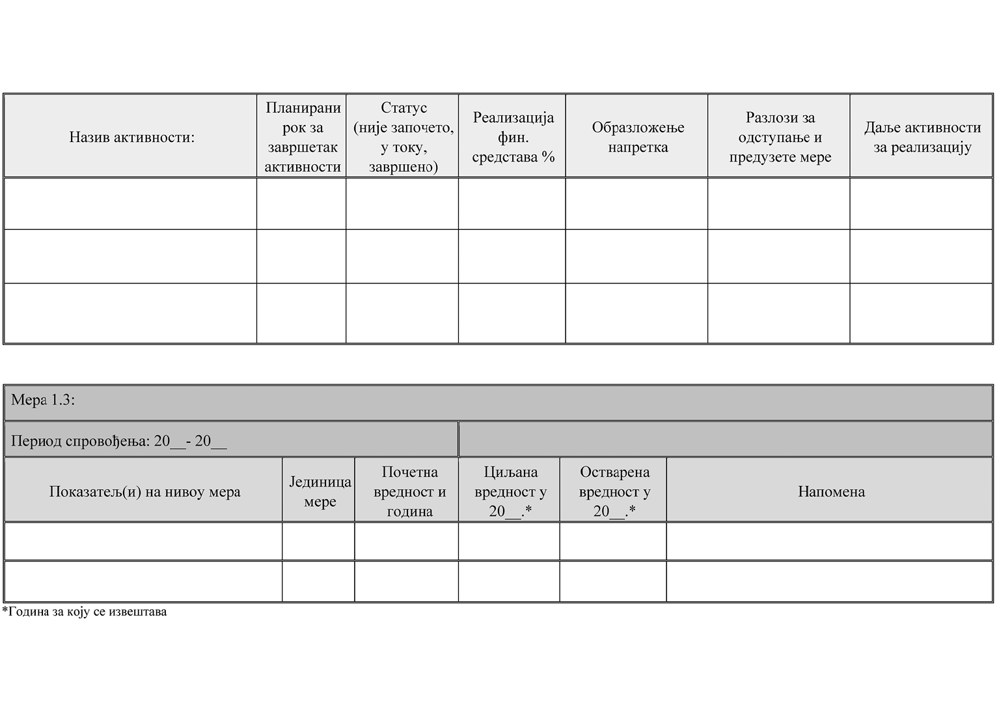 Назив активности:
Планирани
рок за
завршетак
активности
Статус
(није започето,
у току,
завршено)
Реализација
фин.
средстава %
Образложење
напретка
Разлози за
одступање и
предузете мере
Даље активности
за реализацију
Мера 1.3:
Период спровођења: 20__- 20__
Показатељ(и) на нивоу мера
Јединица
мере
Почетна
вредност и
година
Циљана
вредност у
20__.*
Остварена
вредност у
20__.*
Напомена
*Година за коју се извештава